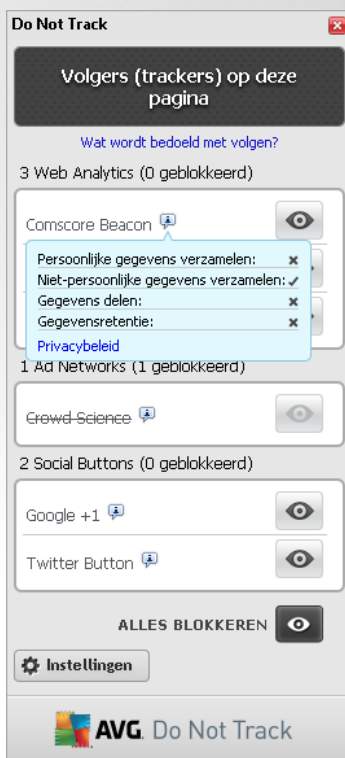 Do Not Track
Volgers (trackers) op deze
pagina
Wat wordt bedoeld met volgen?
3 Web Analytics (0 geblokkeerd)
Comscore Beacon
Persoonlijke gegevens verzamelen:
Niet-persoonlijke gegevens verzamelen:
Gegevens delen:
Gegevensretentie:
Privacybeleid
1 Ad Networks (1 geblokkeerd)
Crowd Science
2 Social Buttons (0 geblokkeerd)
Google +1
Twitter Button
ALLES BLOKKEREN
Instellingen
AVG. Do Not Track